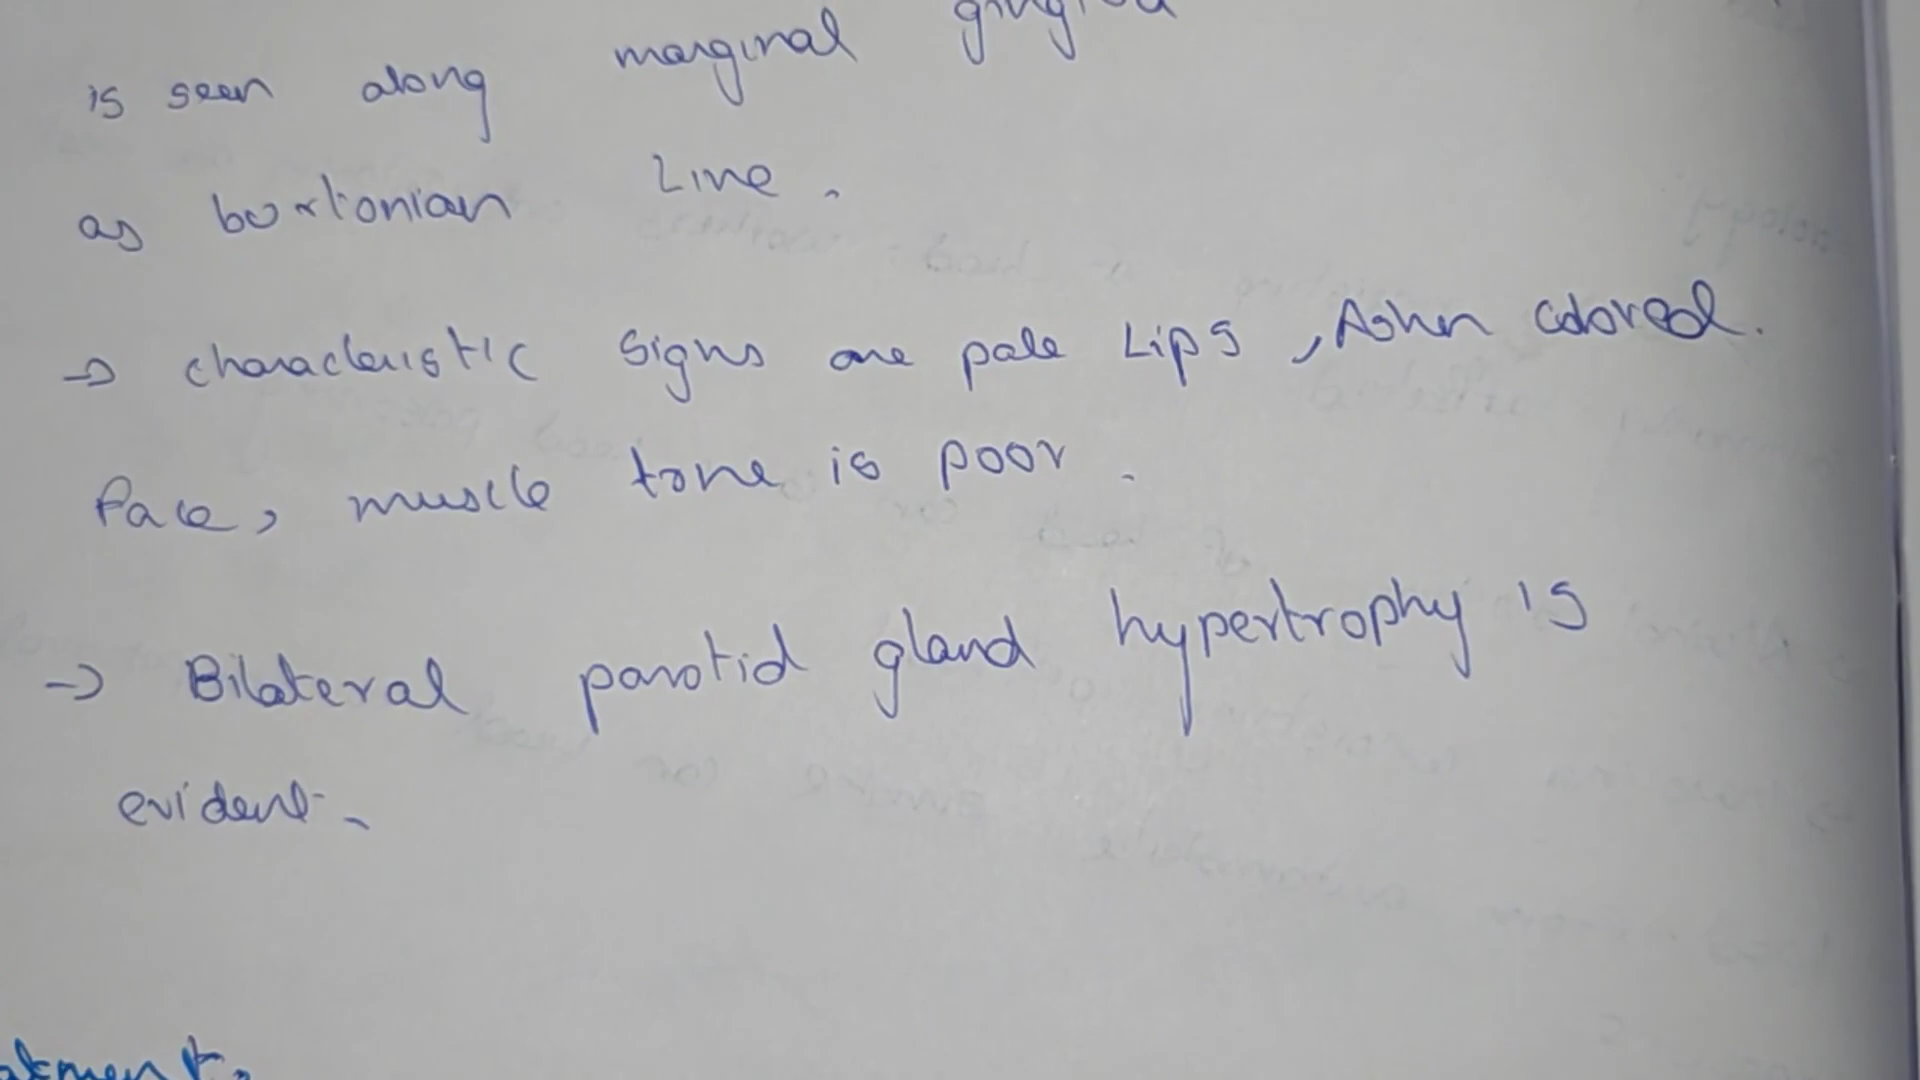 is seen along marginal gingiva
as burtonian Line.
→ characteristic signs are pale Lips, Ashen colored.
face, muscle tone is poor.
→ Bilateral parotid gland hypertrophy is
evident.